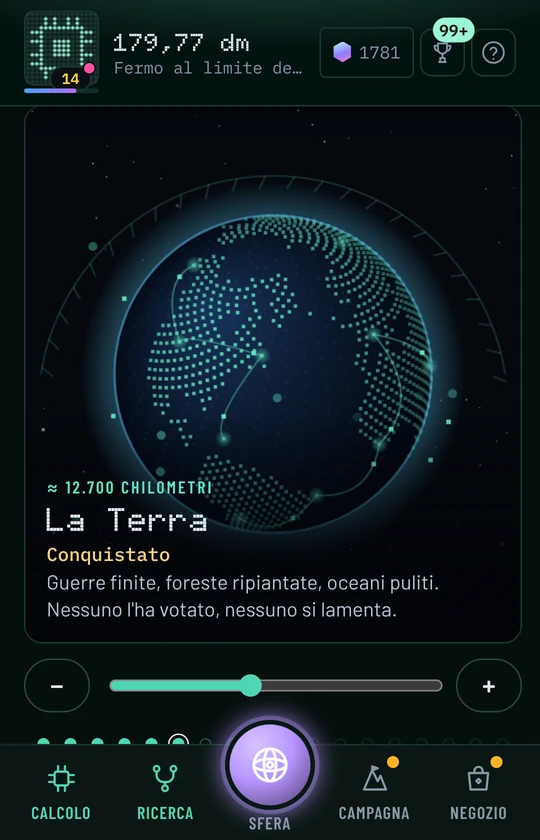 179,77 dm
Fermo al limite de…
14
1781
99+
?
≈ 12.700 CHILOMETRI
La Terra
Conquistato
Guerre finite, foreste ripiantate, oceani puliti.
Nessuno l'ha votato, nessuno si lamenta.
–
+
CALCOLO
RICERCA
SFERA
CAMPAGNA
NEGOZIO